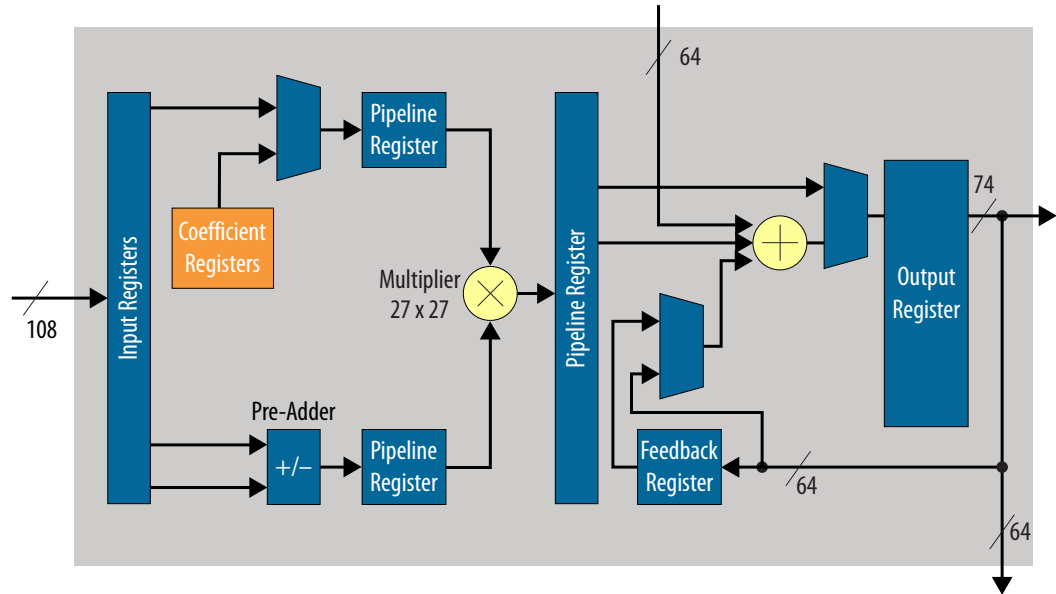 64
Input Registers
Pipeline
Register
Coefficient
Registers
108
Multiplier
27 x 27
×
Pre-Adder
+/−
Pipeline
Register
Pipeline Register
+
74
Output
Register
Feedback
Register
64
64